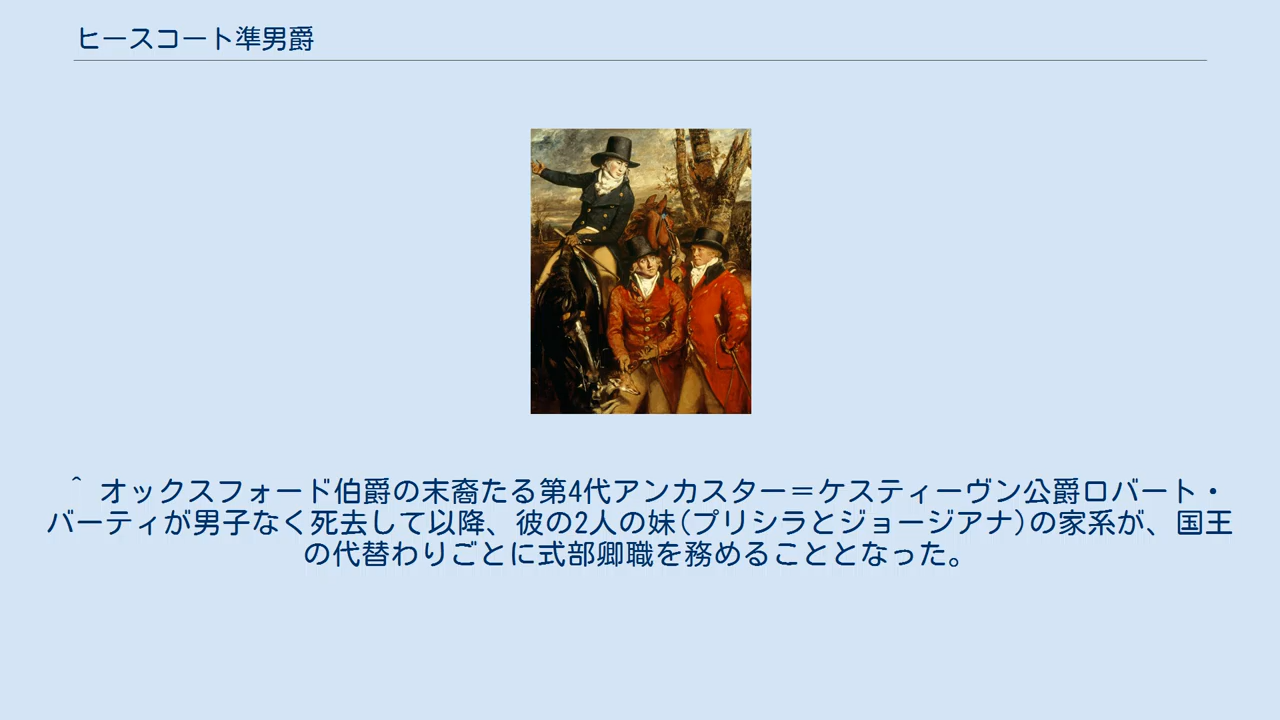 ヒースコート準男爵
^ オックスフォード伯爵の末裔たる第4代アンカスター＝ケスティーヴン公爵ロバート・
バーティが男子なく死去して以降、彼の2人の妹(プリシラとジョージアナ)の家系が、国王
の代替わりごとに式部卿職を務めることとなった。